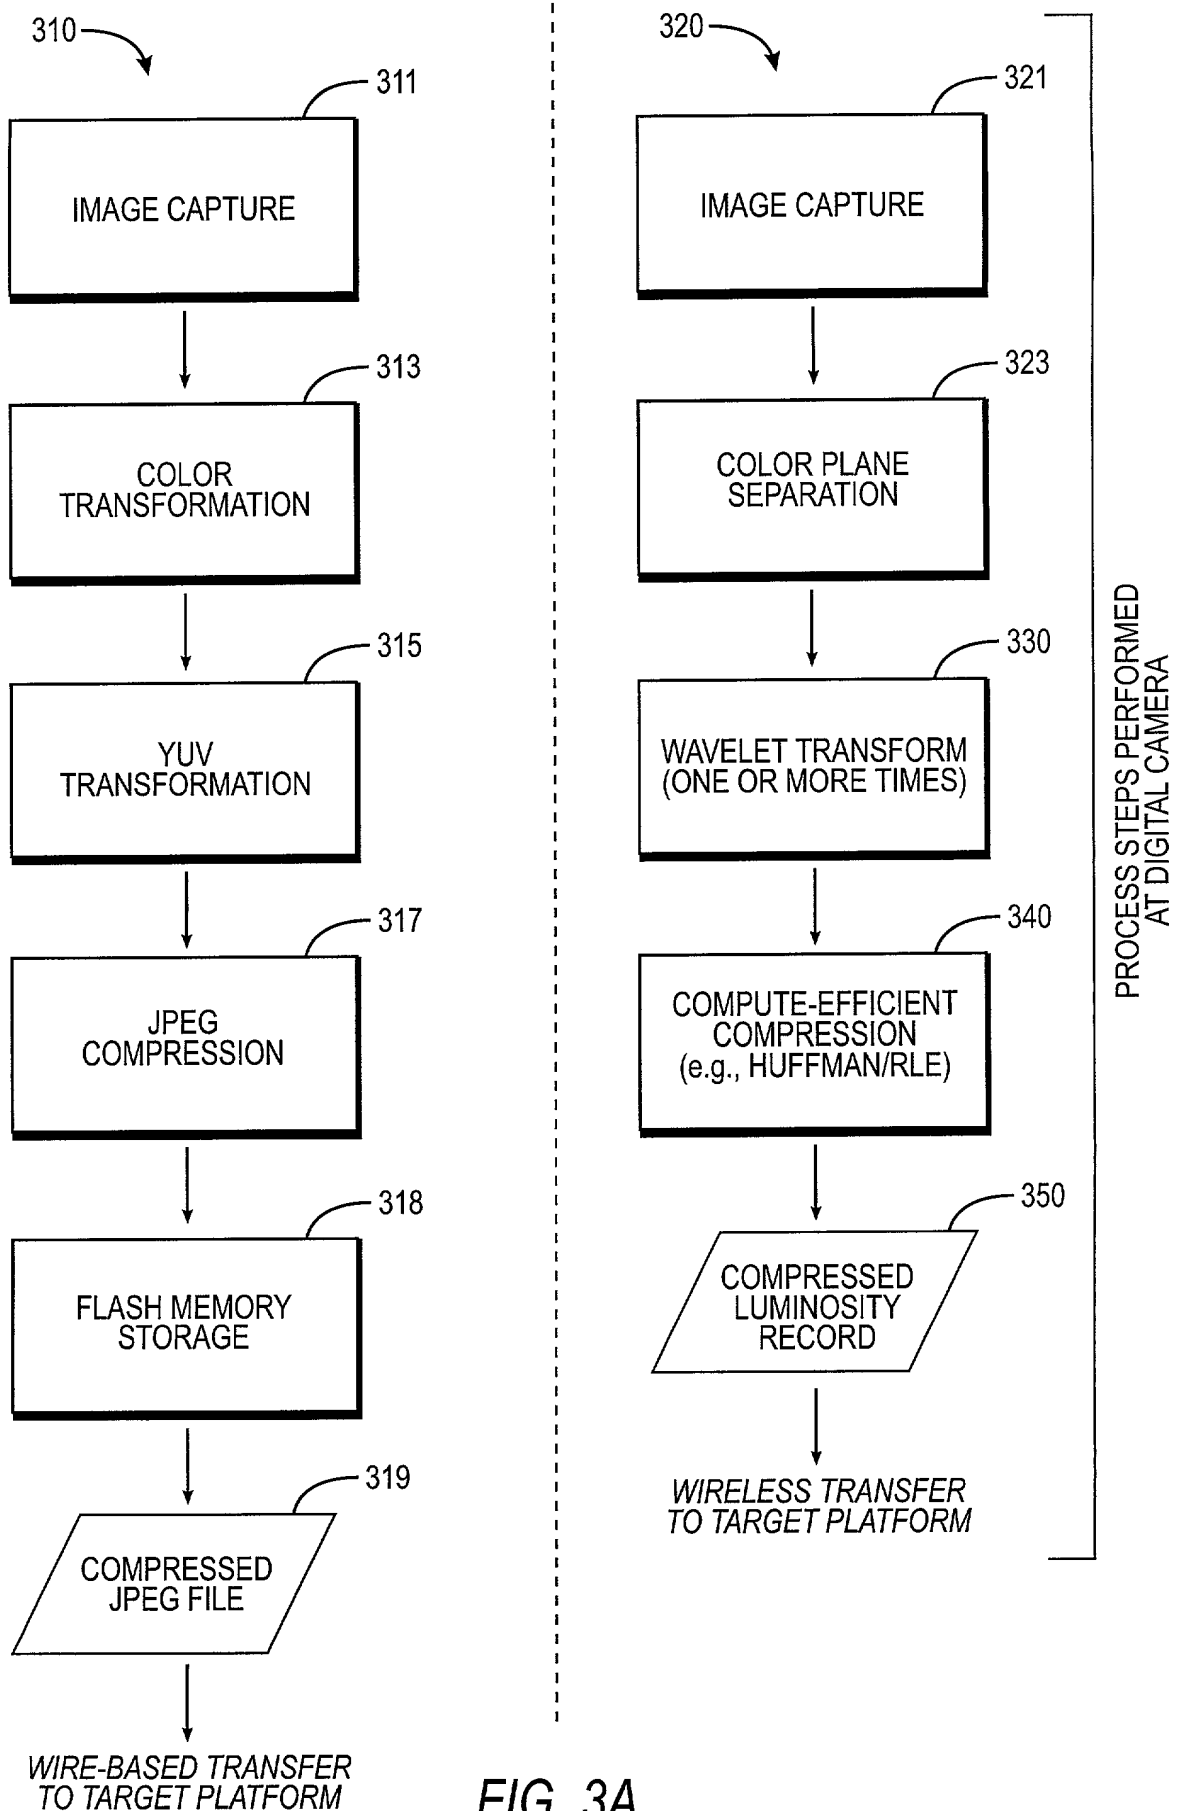 310
311
IMAGE CAPTURE
313
COLOR
TRANSFORMATION
315
YUV
TRANSFORMATION
317
JPEG
COMPRESSION
318
FLASH MEMORY
STORAGE
319
COMPRESSED
JPEG FILE
WIRE-BASED TRANSFER
TO TARGET PLATFORM
320
321
IMAGE CAPTURE
323
COLOR PLANE
SEPARATION
330
WAVELET TRANSFORM
(ONE OR MORE TIMES)
340
COMPUTE-EFFICIENT
COMPRESSION
(e.g., HUFFMAN/RLE)
350
COMPRESSED
LUMINOSITY
RECORD
WIRELESS TRANSFER
TO TARGET PLATFORM
PROCESS STEPS PERFORMED
AT DIGITAL CAMERA
FIG. 3A